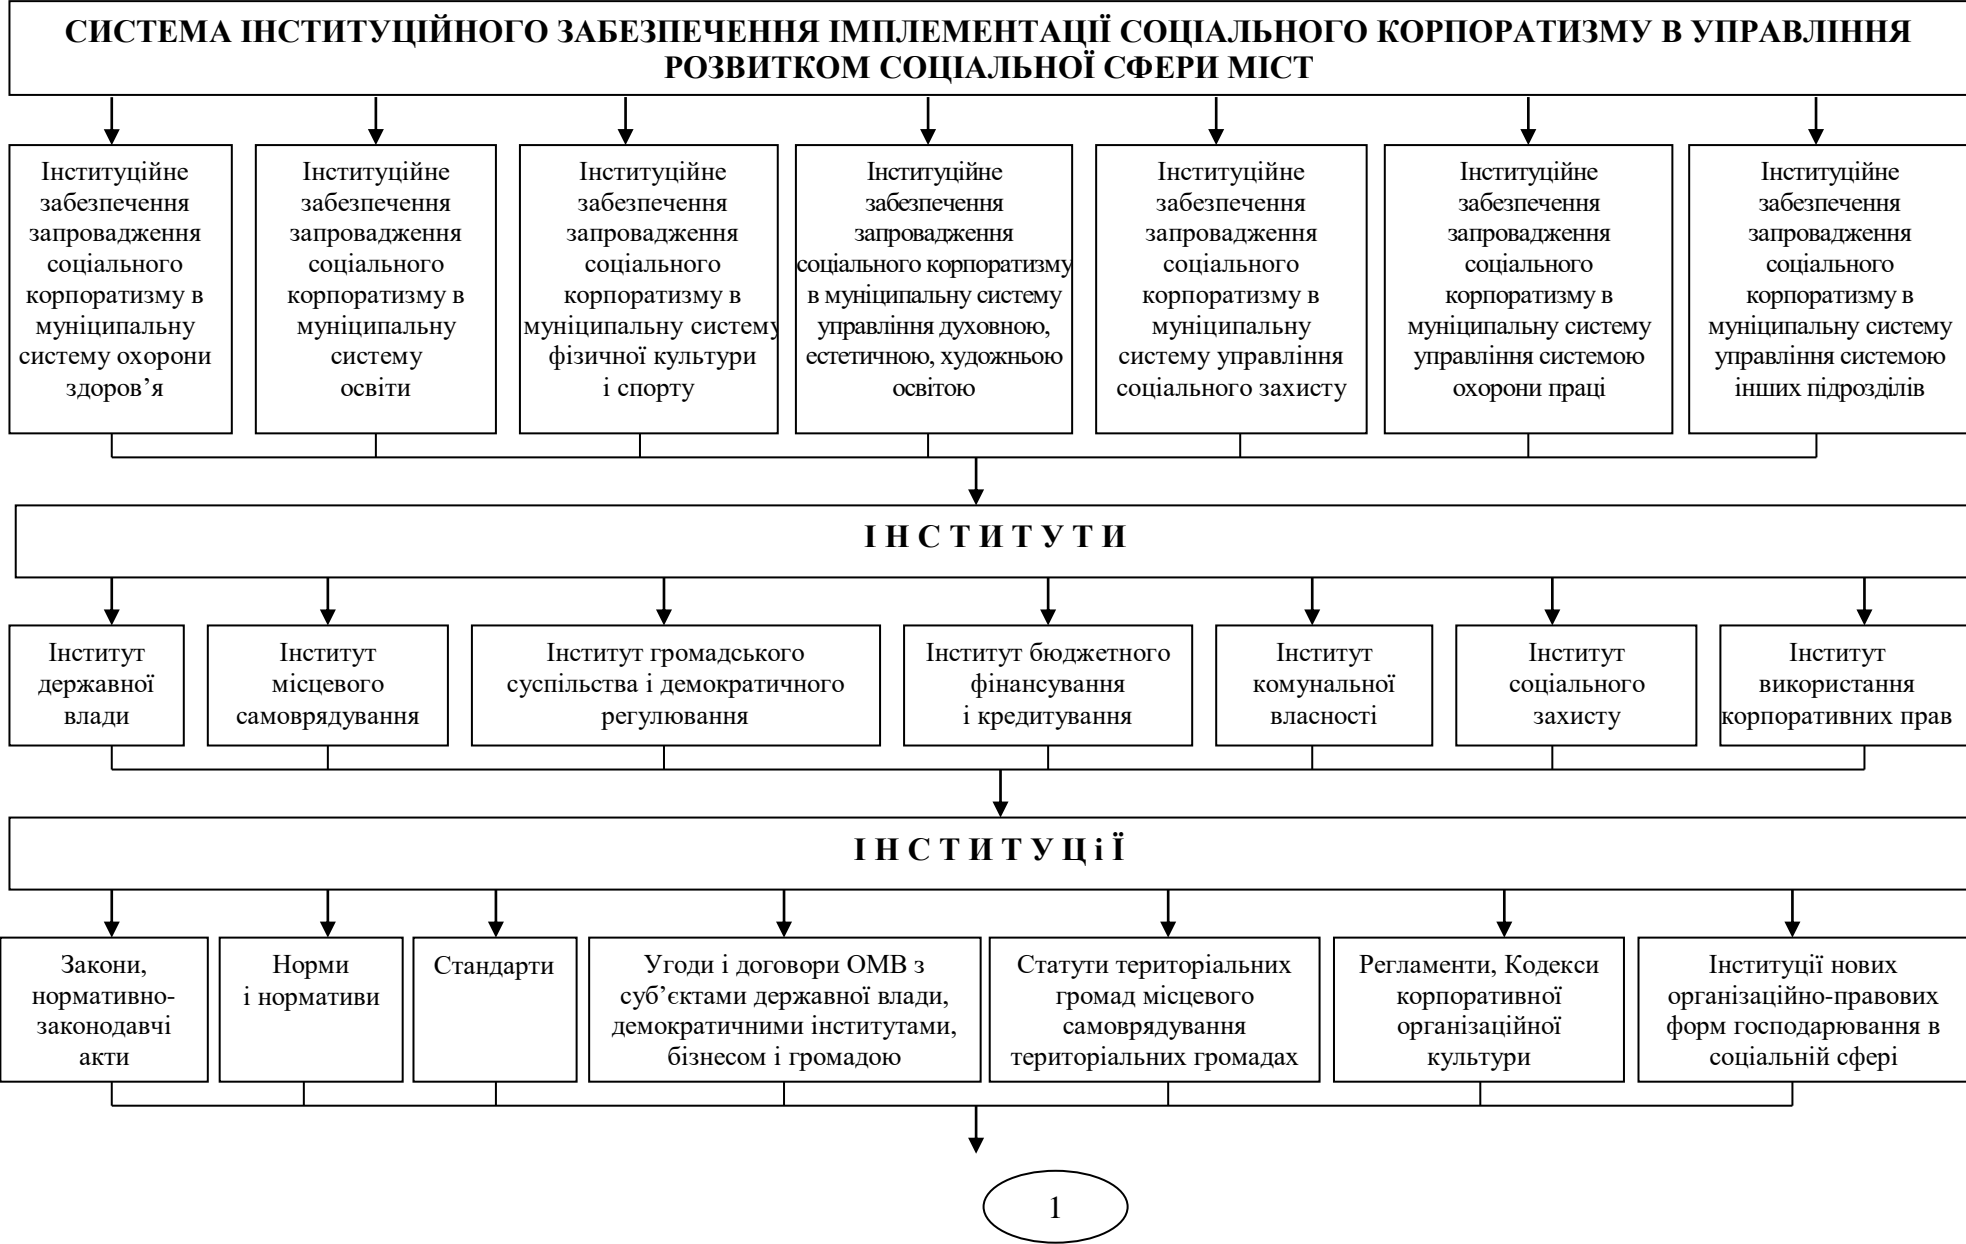 СИСТЕМА ІНСТИТУЦІЙНОГО ЗАБЕЗПЕЧЕННЯ ІМПЛЕМЕНТАЦІЇ СОЦІАЛЬНОГО КОРПОРАТИЗМУ В УПРАВЛІННЯ
РОЗВИТКОМ СОЦІАЛЬНОЇ СФЕРИ МІСТ
Інституційне
забезпечення
запровадження
соціального
корпоратизму в
муніципальну
систему охорони
здоров’я
Інституційне
забезпечення
запровадження
соціального
корпоратизму в
муніципальну
систему
освіти
Інституційне
забезпечення
запровадження
соціального
корпоратизму в
муніципальну систему
фізичної культури
і спорту
Інституційне
забезпечення
запровадження
соціального корпоратизму
в муніципальну систему
управління духовною,
естетичною, художньою
освітою
Інституційне
забезпечення
запровадження
соціального
корпоратизму в
муніципальну
систему управління
соціального захисту
Інституційне
забезпечення
запровадження
соціального
корпоратизму в
муніципальну систему
управління системою
охорони праці
Інституційне
забезпечення
запровадження
соціального
корпоратизму в
муніципальну систему
управління системою
інших підрозділів
І Н С Т И Т У Т И
Інститут
державної
влади
Інститут
місцевого
самоврядування
Інститут громадського
суспільства і демократичного
регулювання
Інститут бюджетного
фінансування
і кредитування
Інститут
комунальної
власності
Інститут
соціального
захисту
Інститут
використання
корпоративних прав
І Н С Т И Т У Ц і Ї
Закони,
нормативно-
законодавчі
акти
Норми
і нормативи
Стандарти
Угоди і договори ОМВ з
суб’єктами державної влади,
демократичними інститутами,
бізнесом і громадою
Статути територіальних
громад місцевого
самоврядування
територіальних громадах
Регламенти, Кодекси
корпоративної
організаційної
культури
Інституції нових
організаційно-правових
форм господарювання в
соціальній сфері
1